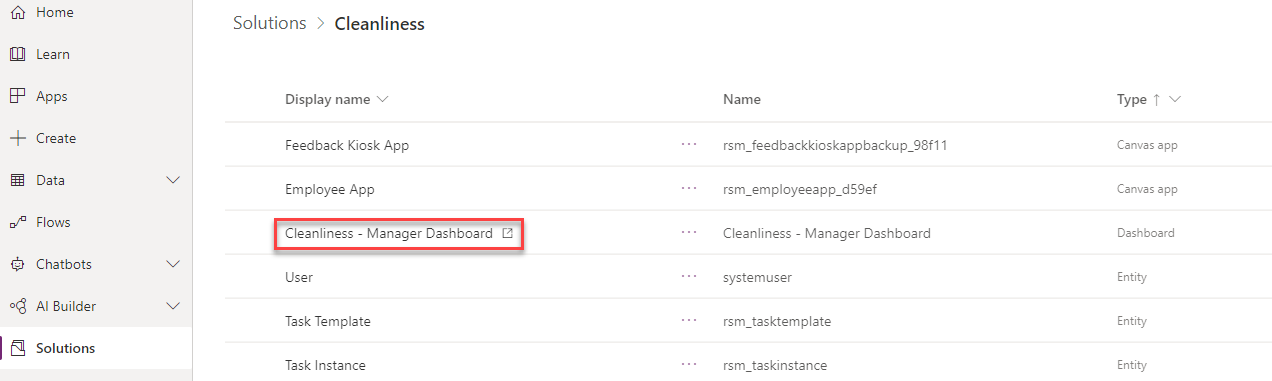 Home
Learn
Apps
Create
Data
Flows
Chatbots
AI Builder
Solutions
Solutions > Cleanliness
Display name Name Type ↑
Feedback Kiosk App ··· rsm_feedbackkioskappbackup_98f11 Canvas app
Employee App ··· rsm_employeeapp_d59ef Canvas app
Cleanliness - Manager Dashboard ··· Cleanliness - Manager Dashboard Dashboard
User ··· systemuser Entity
Task Template ··· rsm_tasktemplate Entity
Task Instance ··· rsm_taskinstance Entity